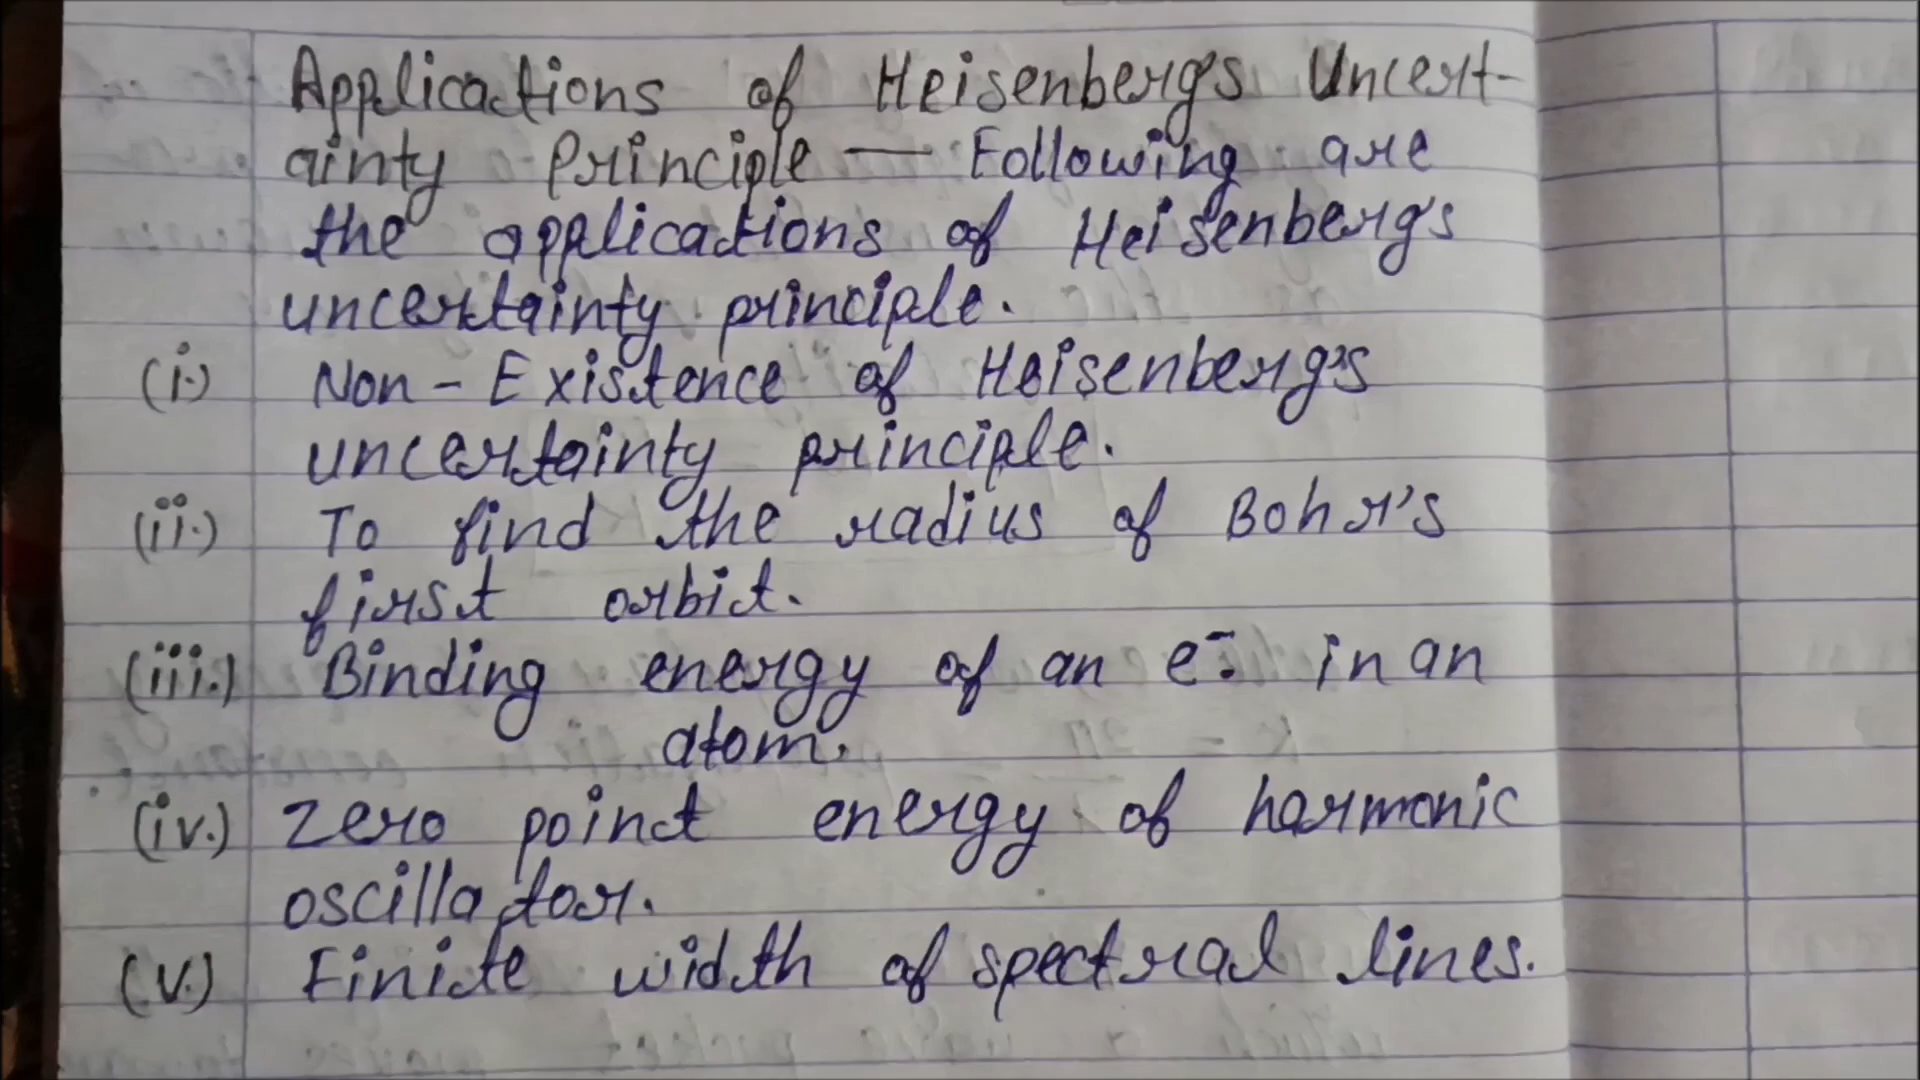 Applications of Heisenberg's Uncert-
ainty Principle — Following are
the applications of Heisenberg's
uncertainty principle.
(i.) Non - Existence of Heisenberg's
uncertainty principle.
(ii.) To find the radius of Bohr's
first orbit.
(iii.) Binding energy of an e⁻. in an
atom.
(iv.) Zero point energy of harmonic
oscillator.
(v.) Finite width of spectral lines.